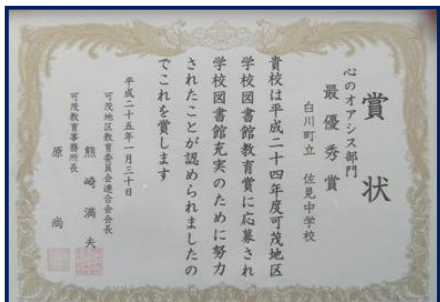 賞状
心のオアシス部門
最優秀賞
白川町立 佐見中学校
貴校は平成二十四年度可茂地区
学校図書館教育賞に応募され
学校図書館充実のために努力
されたことが認められましたの
でこれを賞します
平成二十五年一月三十日
可茂地区教育委員会連合会会長
熊崎満夫
可茂教育事務所長
原尚